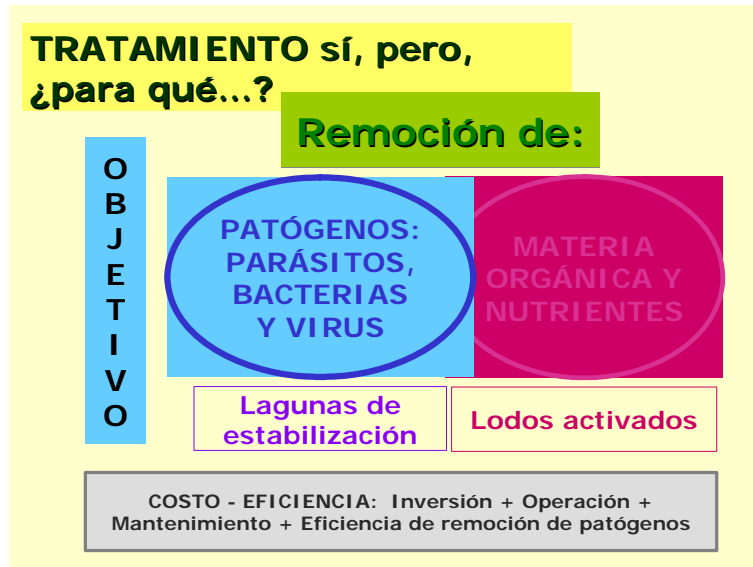 TRATAMIENTO sí, pero,
¿para qué...?
Remoción de:
O
B
J
E
T
I
V
O
PATÓGENOS:
PARÁSITOS,
BACTERIAS
Y VIRUS
MATERIA
ORGÁNICA Y
NUTRIENTES
Lagunas de
estabilización
Lodos activados
COSTO - EFICIENCIA: Inversión + Operación +
Mantenimiento + Eficiencia de remoción de patógenos